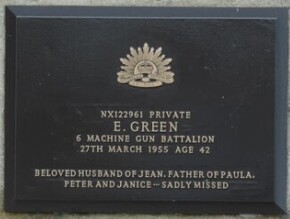 NX122961 PRIVATE
E. GREEN
6 MACHINE GUN BATTALION
27TH MARCH 1955 AGE 42
BELOVED HUSBAND OF JEAN. FATHER OF PAULA,
PETER AND JANICE — SADLY MISSED